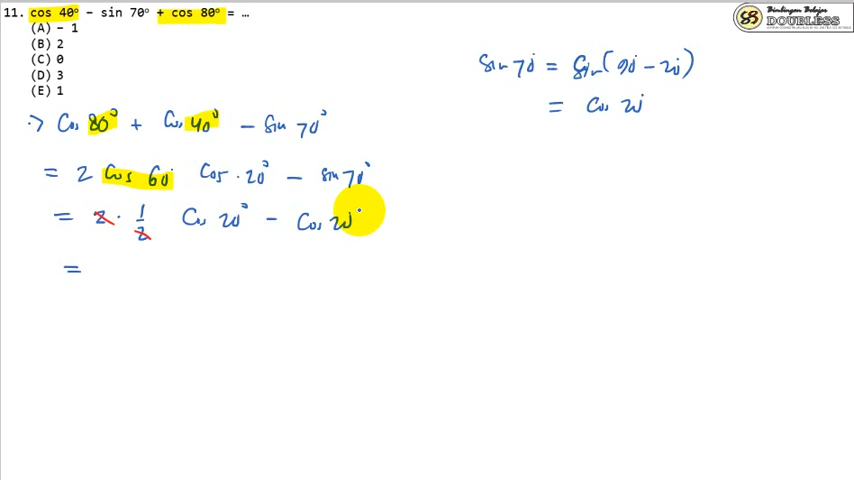 11. cos 40° - sin 70° + cos 80° = …
(A) - 1
(B) 2
(C) 0
(D) 3
(E) 1
Bimbingan Belajar
DOUBLESS
∴> Cos 80° + Cos 40° - Sin 70°
= 2 Cos 60° Cos · 20° - sin 70°
= 2 · 1/2 Cos 20° - Cos 20°
=
Sin 70° = Sin (90° - 20°)
= Cos 20°